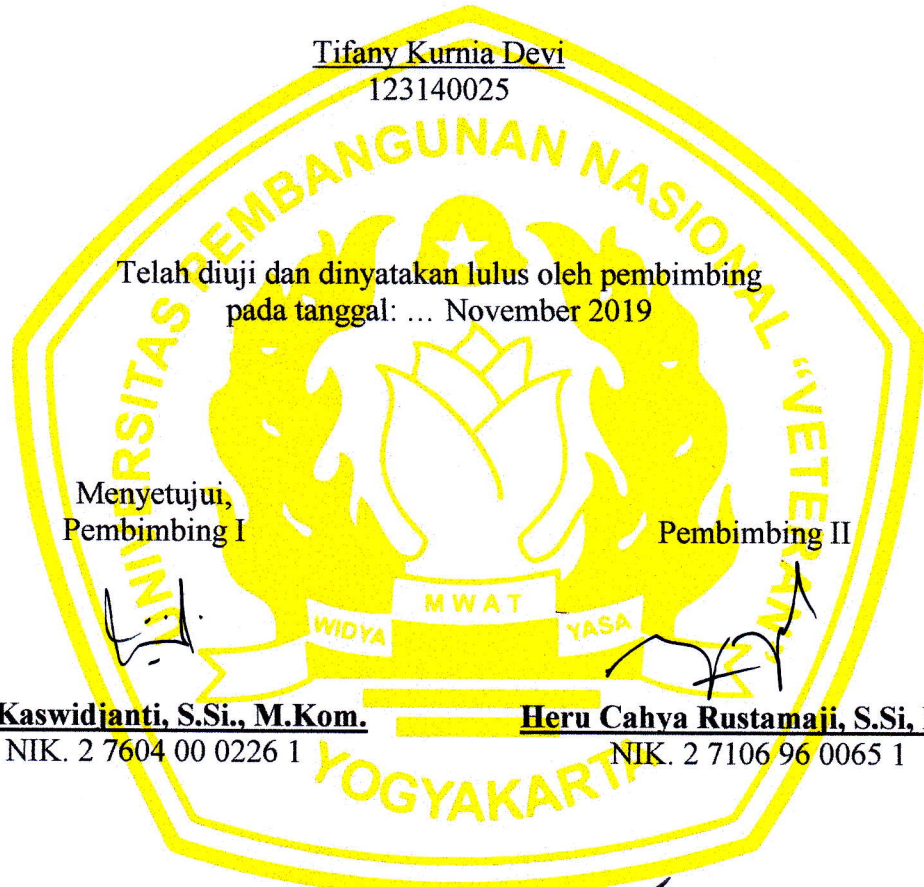 Tifany Kurnia Devi
123140025
UNIVERSITAS PEMBANGUNAN NASIONAL "VETERAN"
Telah diuji dan dinyatakan lulus oleh pembimbing
pada tanggal: ... November 2019
Menyetujui,
Pembimbing I
Pembimbing II
WIDYA MWAT YASA
Kaswidjanti, S.Si., M.Kom.
NIK. 2 7604 00 0226 1
Heru Cahya Rustamaji, S.Si,
NIK. 2 7106 96 0065 1
YOGYAKARTA